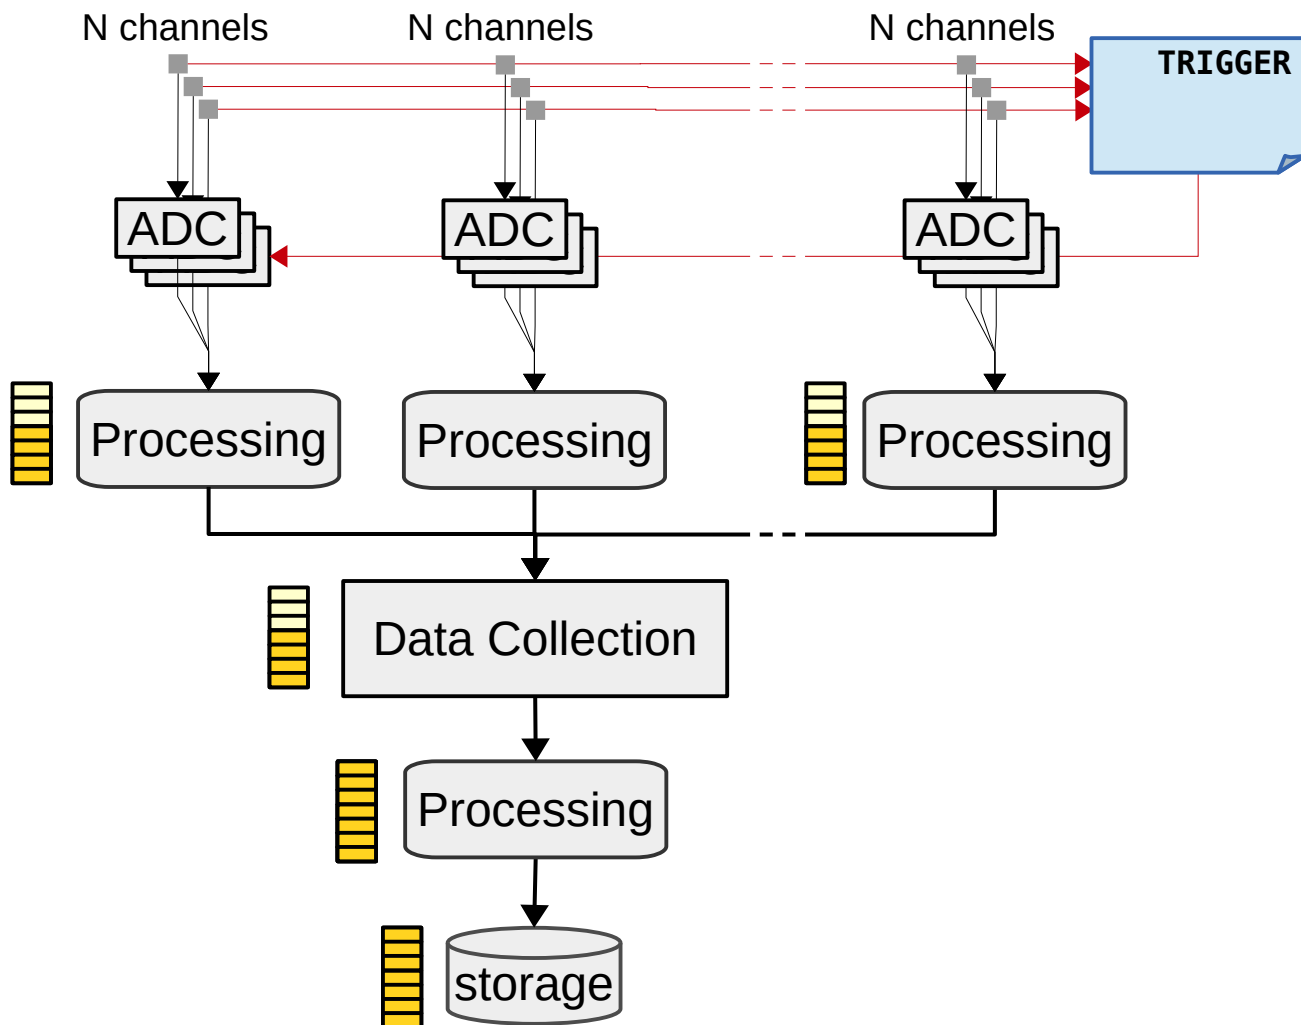 N channels
N channels
N channels
TRIGGER
ADC
ADC
ADC
Processing
Processing
Processing
Data Collection
Processing
storage